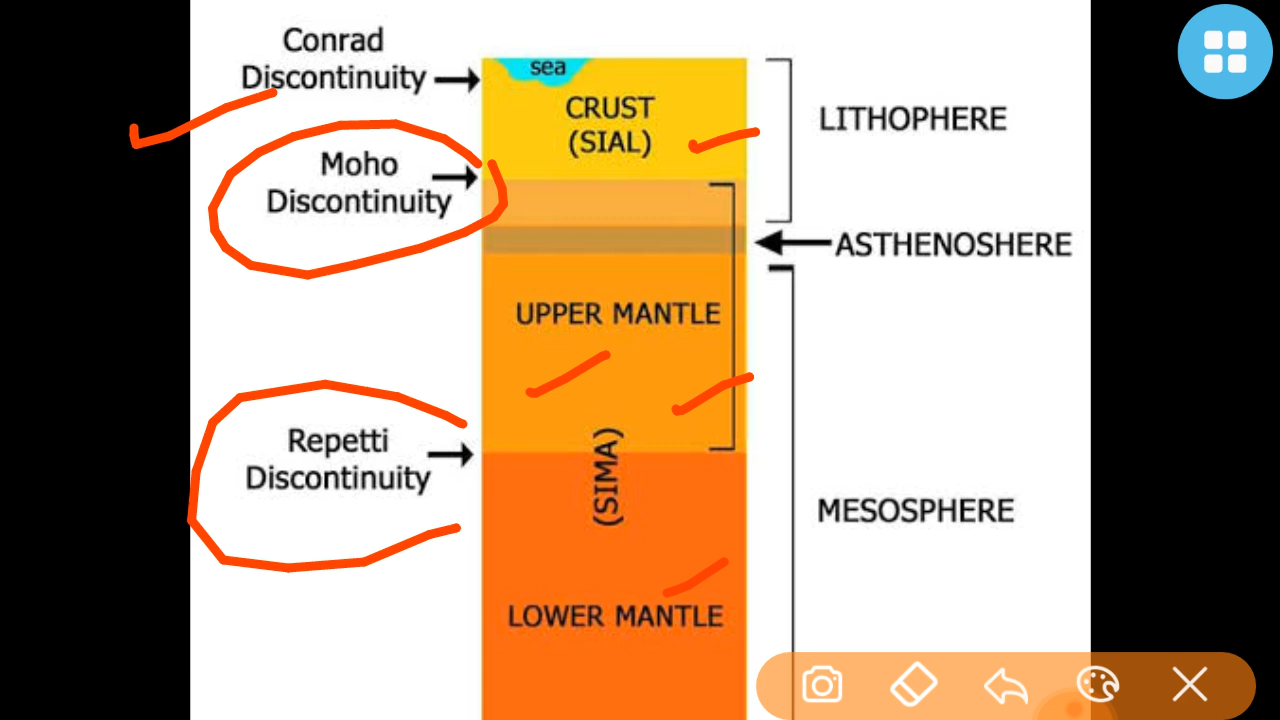 Conrad
Discontinuity
sea
CRUST
(SIAL)
LITHOPHERE
Moho
Discontinuity
ASTHENOSHERE
UPPER MANTLE
Repetti
Discontinuity
(SIMA)
MESOSPHERE
LOWER MANTLE